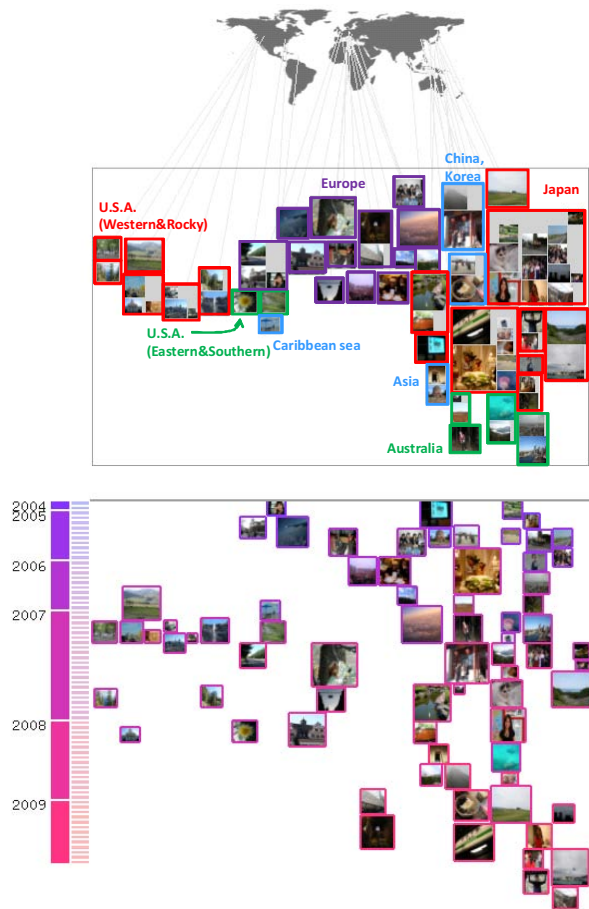 China,
Korea
Europe
Japan
U.S.A.
(Western&Rocky)
U.S.A.
(Eastern&Southern)
Caribbean sea
Asia
Australia
2004
2005
2006
2007
2008
2009